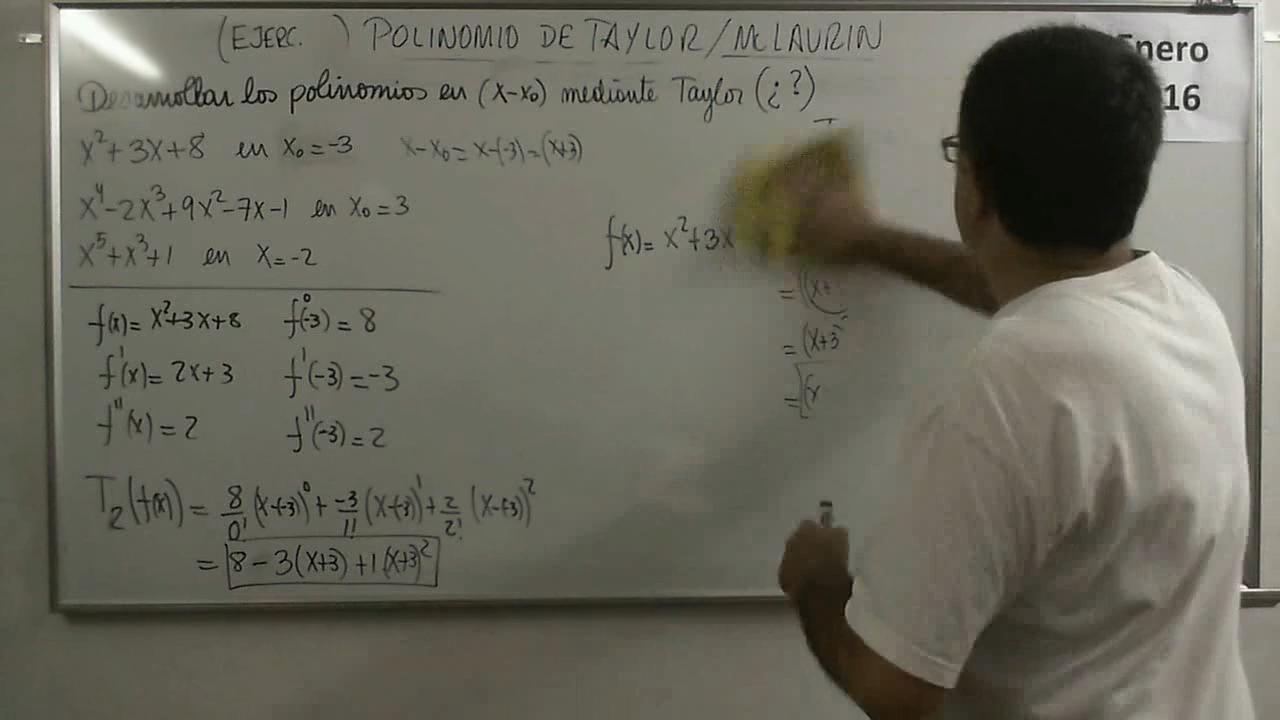 (EJERC. ) POLINOMIO DE TAYLOR/MCLAURIN
Desarrollar los polinomios en (x-x₀) mediante Taylor (¿?)
x²+3x+8 en x₀=-3 x-x₀=x-(-3)=(x+3)
x⁴-2x³+9x²-7x-1 en x₀=3
x⁵+x³+1 en x=-2
f(x)=x²+3x+8 f⁰(-3)=8
f'(x)=2x+3 f'(-3)=-3
f''(x)=2 f''(-3)=2
T₂(f(x))= 8/0! (x-(-3))⁰ + -3/1! (x-(-3))¹ + 2/2! (x-(-3))²
= 8-3(x+3)+1(x+3)²
f(x)= x²+3x
=((x+
=(x+3)
Enero
16